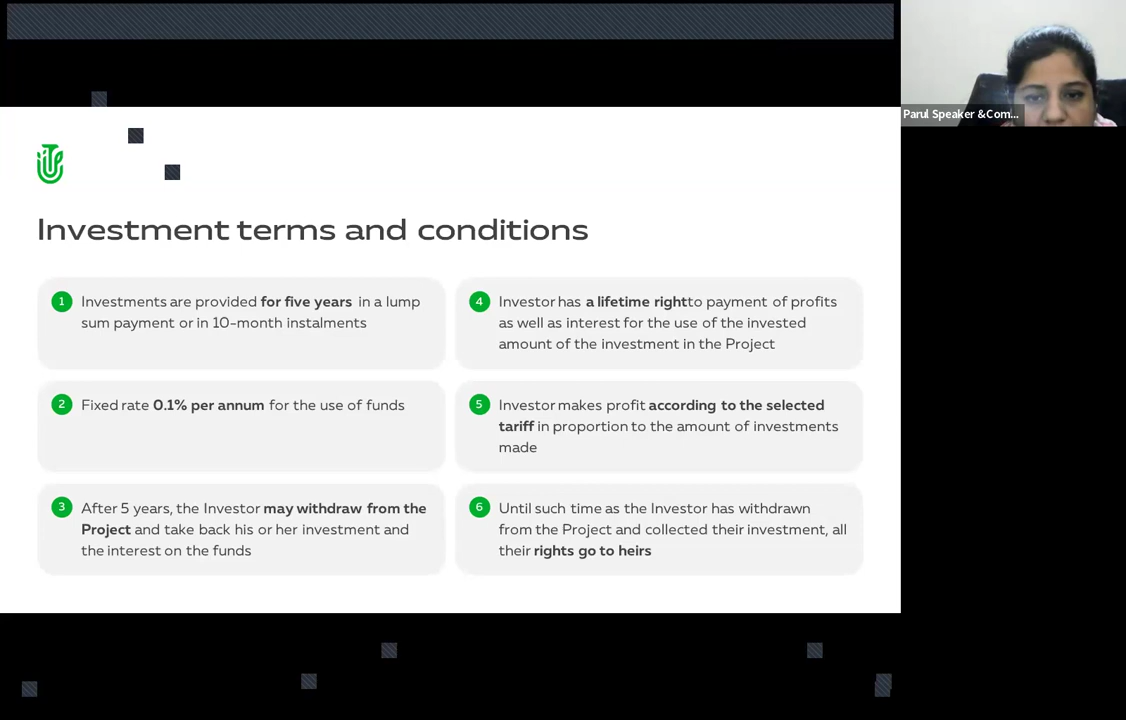 Parul Speaker &Com...
Investment terms and conditions
1 Investments are provided for five years in a lump
sum payment or in 10-month instalments
2 Fixed rate 0.1% per annum for the use of funds
3 After 5 years, the Investor may withdraw from the
Project and take back his or her investment and
the interest on the funds
4 Investor has a lifetime rightto payment of profits
as well as interest for the use of the invested
amount of the investment in the Project
5 Investor makes profit according to the selected
tariff in proportion to the amount of investments
made
6 Until such time as the Investor has withdrawn
from the Project and collected their investment, all
their rights go to heirs